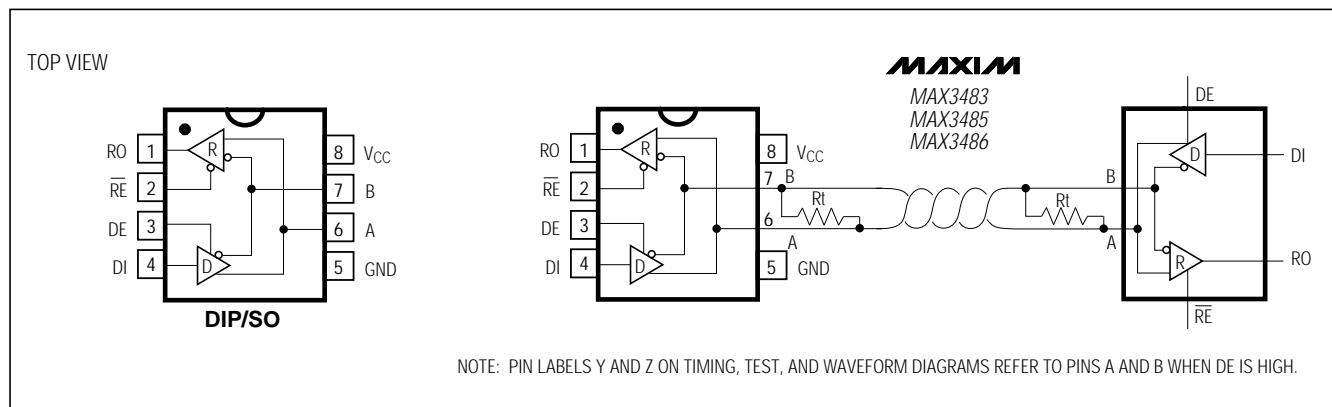 TOP VIEW
MAXIM
MAX3483
MAX3485
MAX3486
RO 1
RE 2
DE 3
DI 4
R
D
8 VCC
7 B
6 A
5 GND
DIP/SO
RO 1
RE 2
DE 3
DI 4
R
D
8 VCC
7 B
6
A
5 GND
Rt
Rt
B
A
DE
D
DI
R
RO
RE
NOTE: PIN LABELS Y AND Z ON TIMING, TEST, AND WAVEFORM DIAGRAMS REFER TO PINS A AND B WHEN DE IS HIGH.